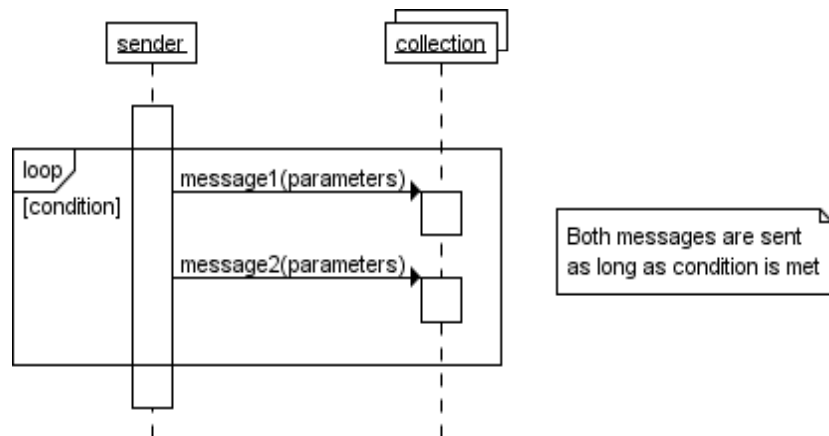 sender
collection
loop
[condition]
message1(parameters)
message2(parameters)
Both messages are sent
as long as condition is met